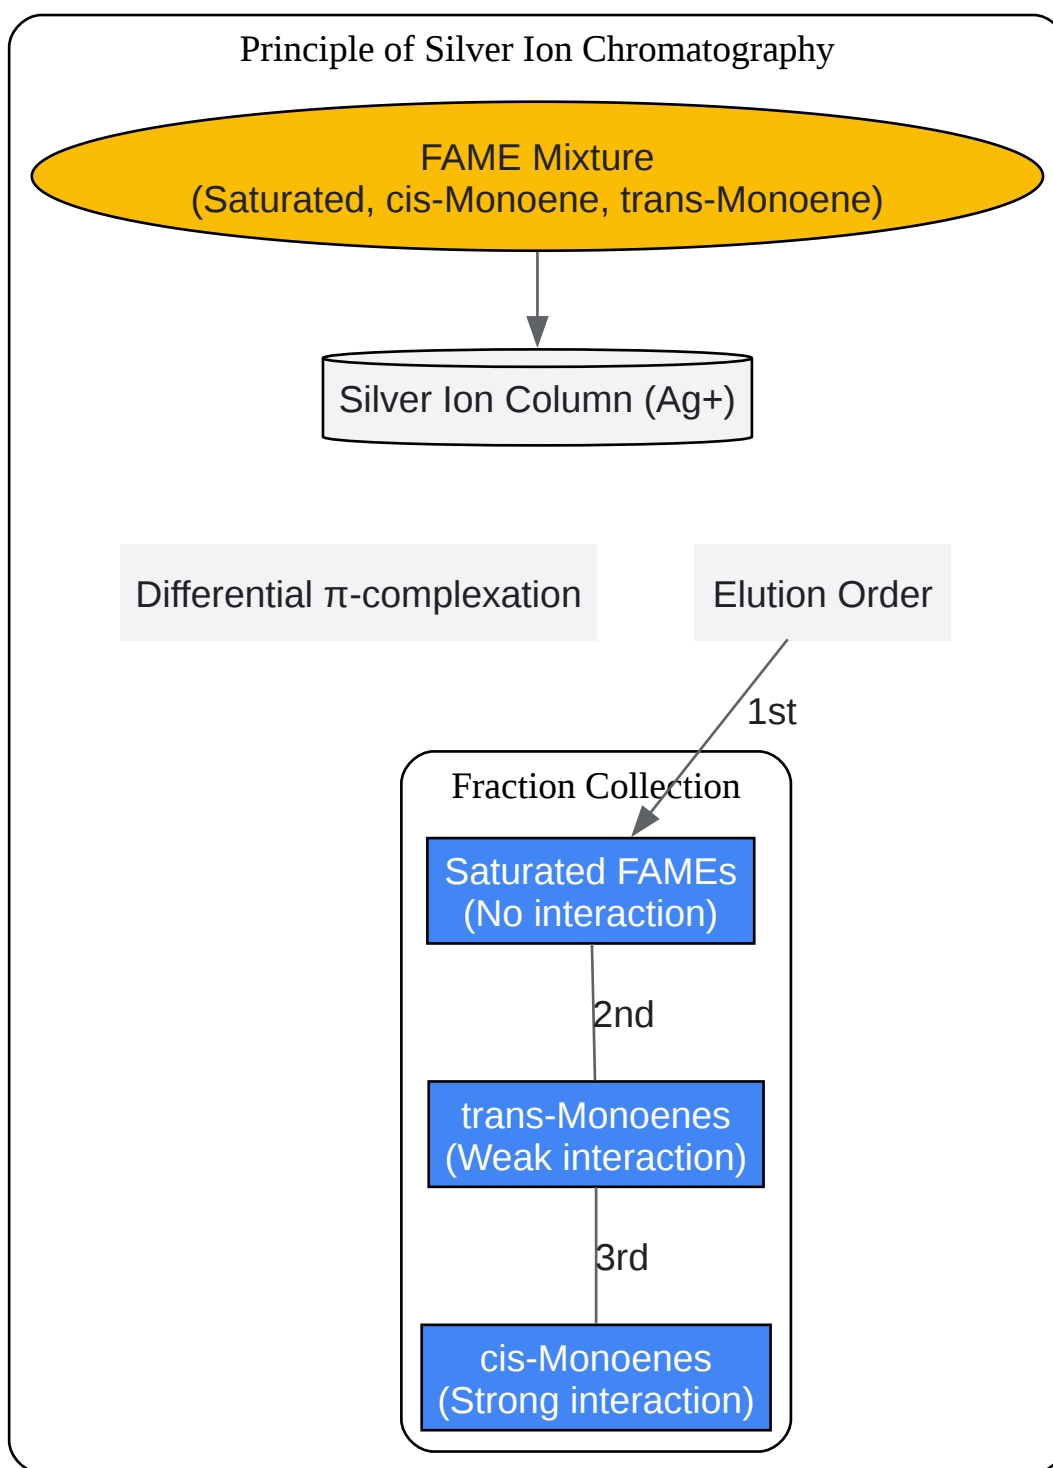 Principle of Silver Ion Chromatography
FAME Mixture
(Saturated, cis-Monoene, trans-Monoene)
Silver Ion Column (Ag+)
Differential π-complexation
Elution Order
1st
Fraction Collection
Saturated FAMEs
(No interaction)
2nd
trans-Monoenes
(Weak interaction)
3rd
cis-Monoenes
(Strong interaction)